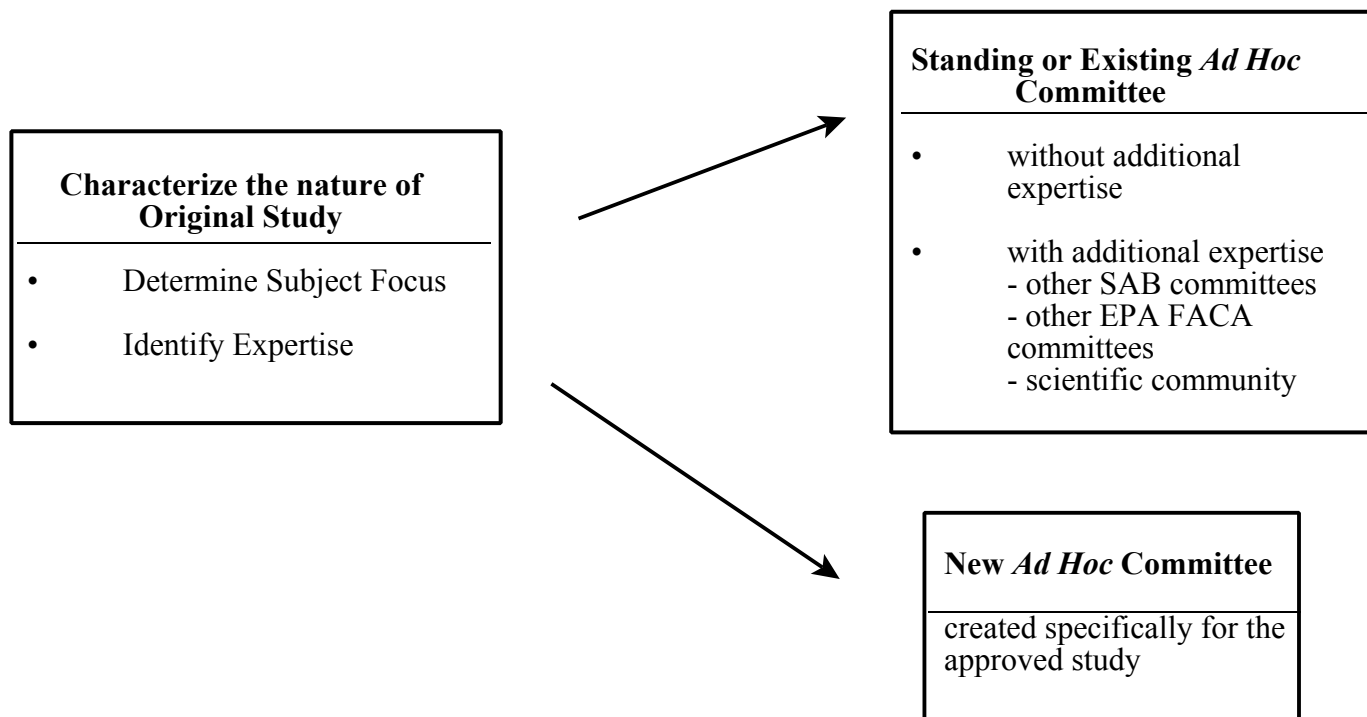 Characterize the nature of
Original Study
• Determine Subject Focus
• Identify Expertise
Standing or Existing Ad Hoc
Committee
• without additional
expertise
• with additional expertise
- other SAB committees
- other EPA FACA
committees
- scientific community
New Ad Hoc Committee
created specifically for the
approved study